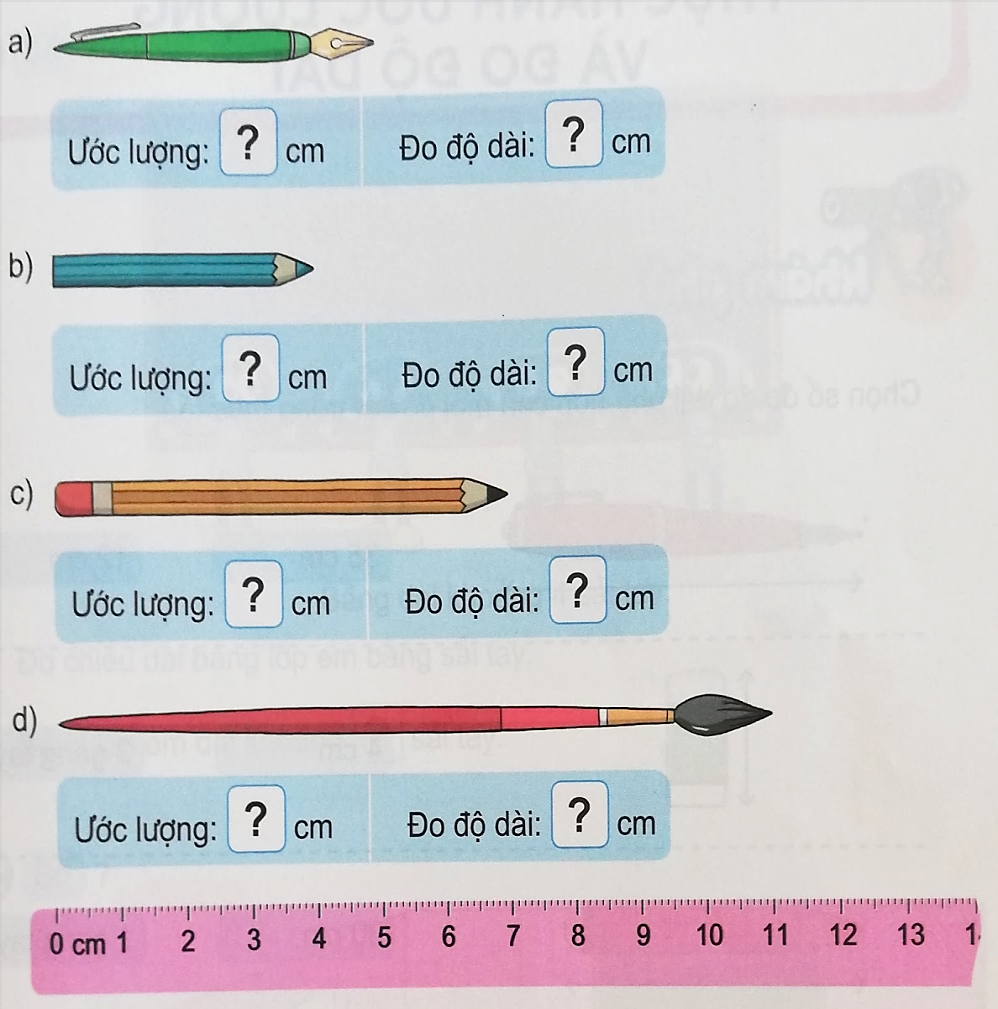 a)
Ước lượng: ? cm Đo độ dài: ? cm
b)
Ước lượng: ? cm Đo độ dài: ? cm
c)
Ước lượng: ? cm Đo độ dài: ? cm
d)
Ước lượng: ? cm Đo độ dài: ? cm
0 cm 1 2 3 4 5 6 7 8 9 10 11 12 13